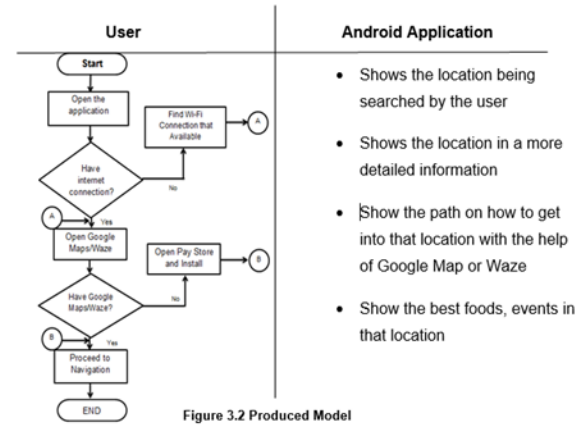 User
Android Application
Start
Open the
application
Find Wi-Fi
Connection that
Available
A
Have
internet
connection?
No
A
Yes
Open Google
Maps/Waze
Open Pay Store
and Install
B
Have Google
Maps/Waze?
No
B
Yes
Proceed to
Navigation
END
• Shows the location being
searched by the user
• Shows the location in a more
detailed information
• Show the path on how to get
into that location with the help
of Google Map or Waze
• Show the best foods, events in
that location
Figure 3.2 Produced Model